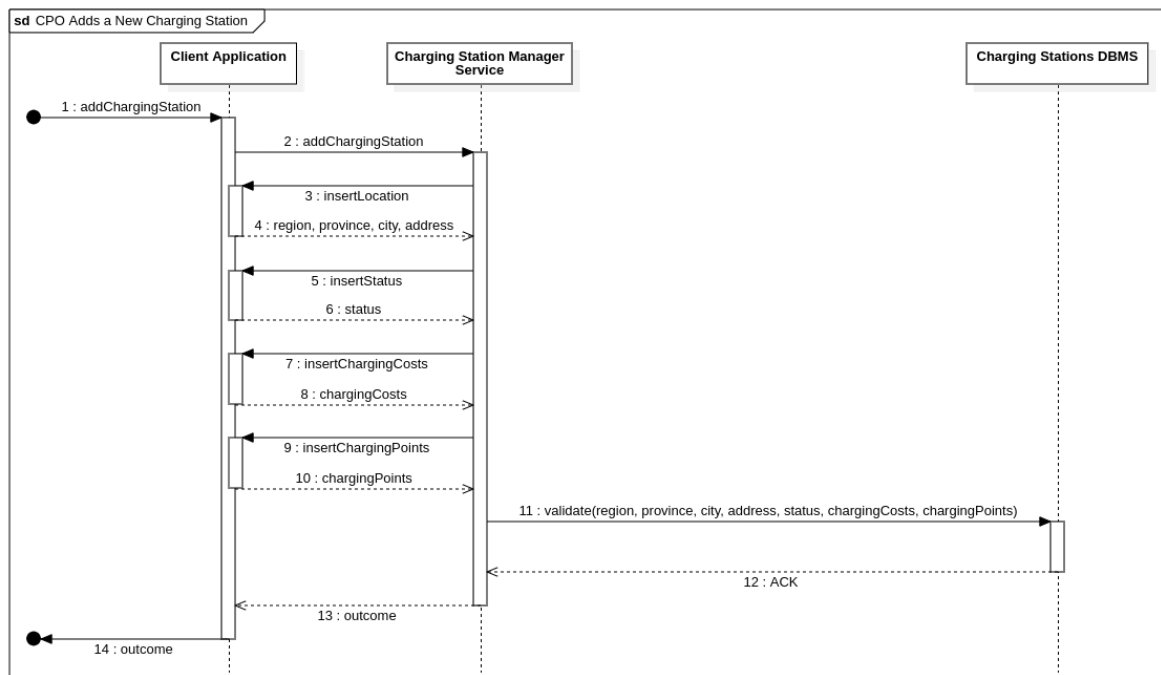 sd CPO Adds a New Charging Station
Client Application
Charging Station Manager
Service
Charging Stations DBMS
1 : addChargingStation
2 : addChargingStation
3 : insertLocation
4 : region, province, city, address
5 : insertStatus
6 : status
7 : insertChargingCosts
8 : chargingCosts
9 : insertChargingPoints
10 : chargingPoints
11 : validate(region, province, city, address, status, chargingCosts, chargingPoints)
12 : ACK
13 : outcome
14 : outcome